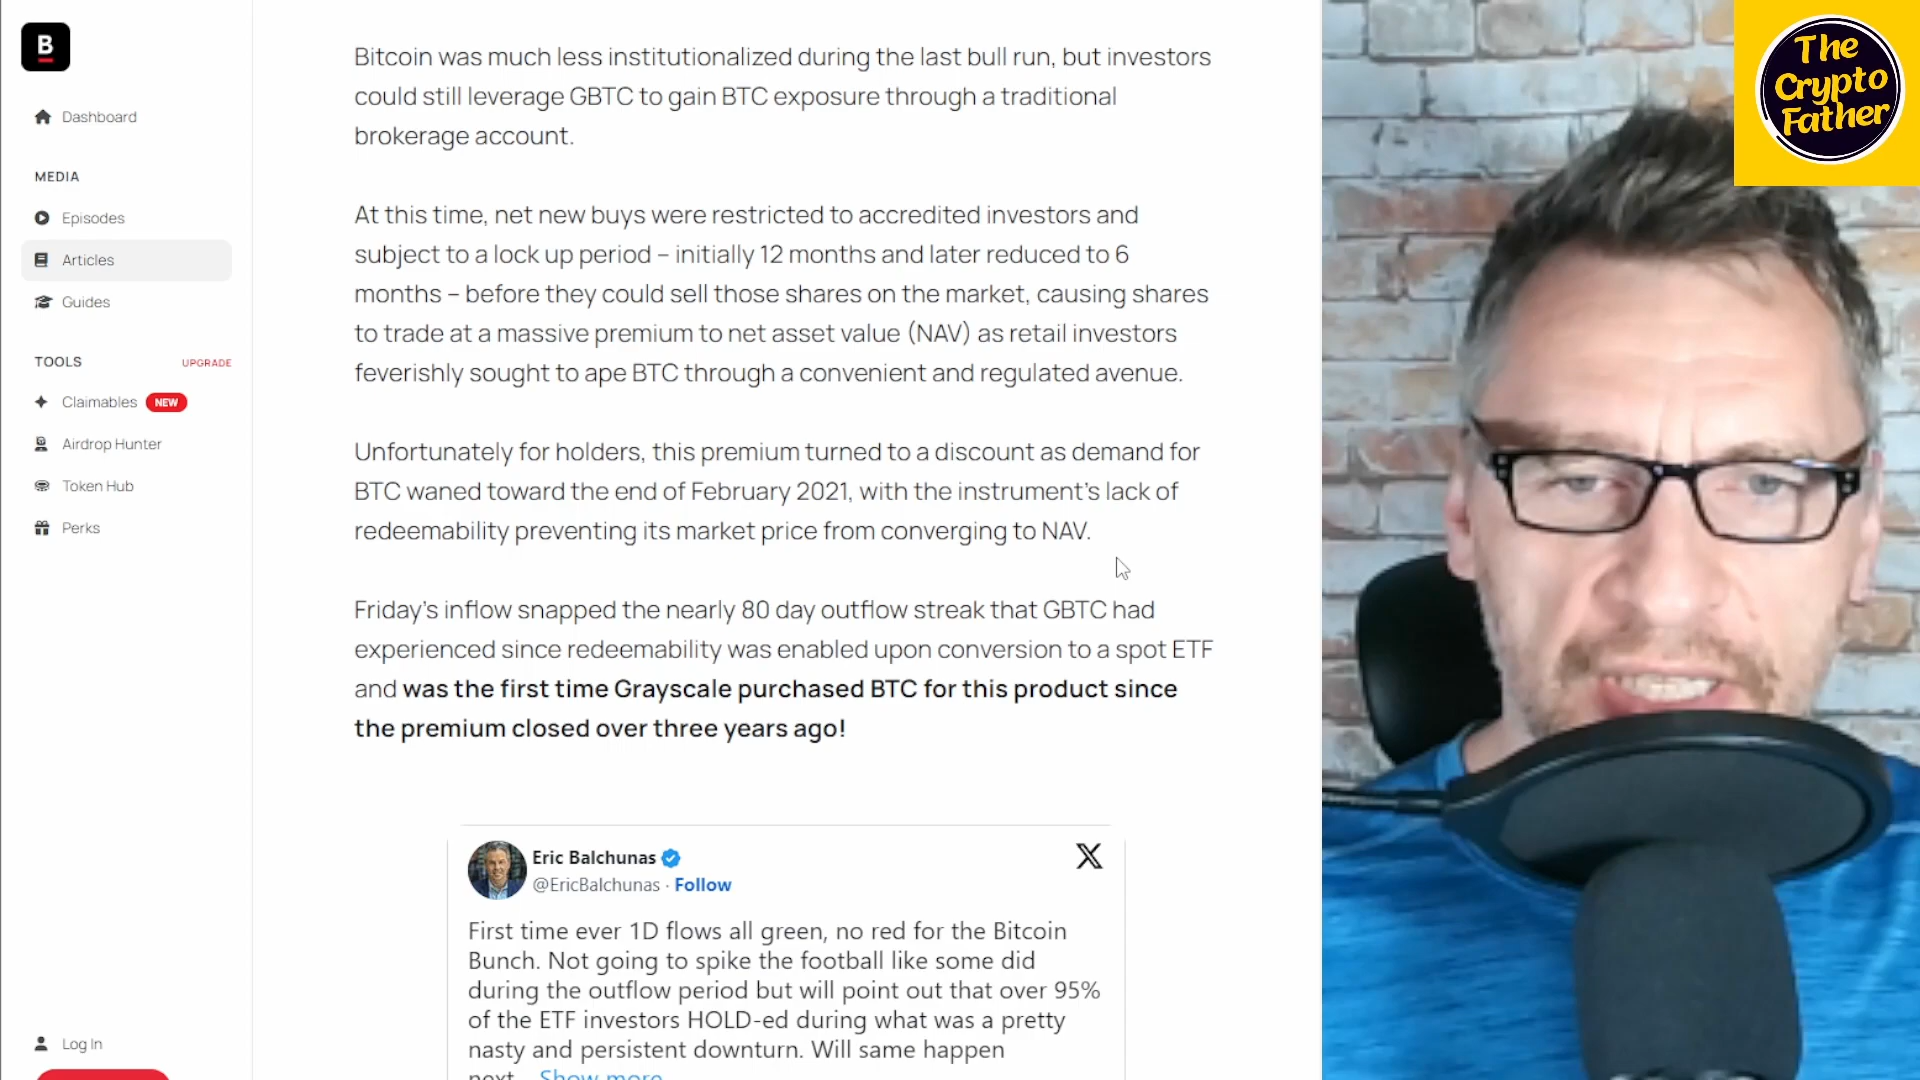 B
Dashboard
MEDIA
Episodes
Articles
Guides
TOOLS UPGRADE
Claimables NEW
Airdrop Hunter
Token Hub
Perks
Log In
Bitcoin was much less institutionalized during the last bull run, but investors
could still leverage GBTC to gain BTC exposure through a traditional
brokerage account.
At this time, net new buys were restricted to accredited investors and
subject to a lock up period – initially 12 months and later reduced to 6
months – before they could sell those shares on the market, causing shares
to trade at a massive premium to net asset value (NAV) as retail investors
feverishly sought to ape BTC through a convenient and regulated avenue.
Unfortunately for holders, this premium turned to a discount as demand for
BTC waned toward the end of February 2021, with the instrument's lack of
redeemability preventing its market price from converging to NAV.
Friday's inflow snapped the nearly 80 day outflow streak that GBTC had
experienced since redeemability was enabled upon conversion to a spot ETF
and was the first time Grayscale purchased BTC for this product since
the premium closed over three years ago!
Eric Balchunas
@EricBalchunas · Follow
First time ever 1D flows all green, no red for the Bitcoin
Bunch. Not going to spike the football like some did
during the outflow period but will point out that over 95%
of the ETF investors HOLD-ed during what was a pretty
nasty and persistent downturn. Will same happen
next... Show more
The
Crypto
Father